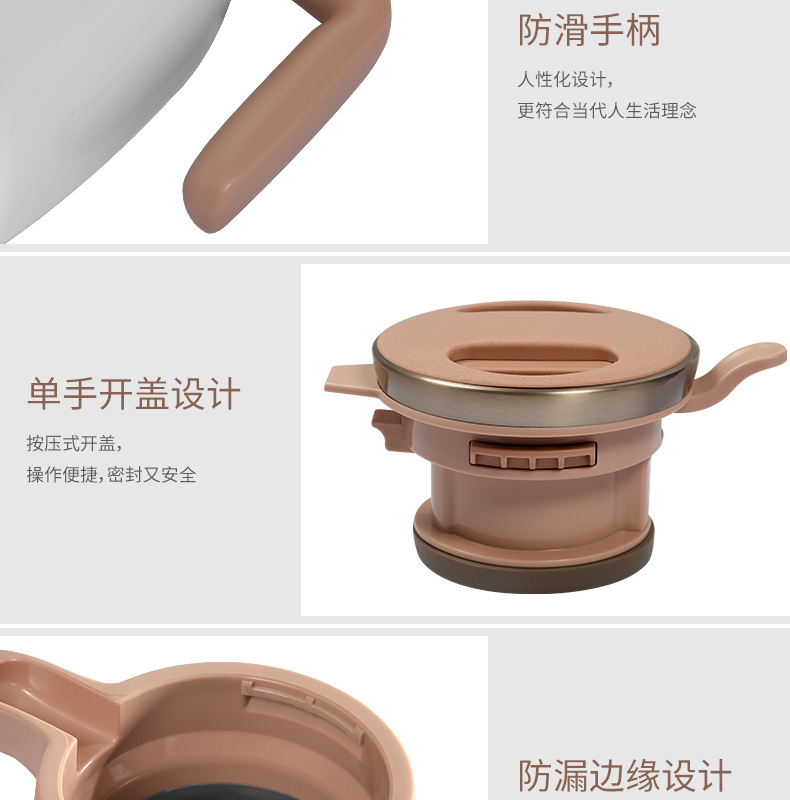 防滑手柄
人性化设计，
更符合当代人生活理念
单手开盖设计
按压式开盖，
操作便捷，密封又安全
防漏边缘设计